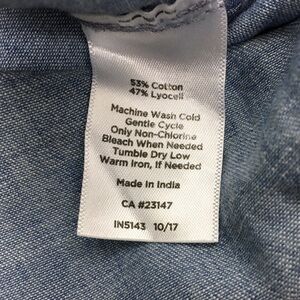 53% Cotton
47% Lyocell
Machine Wash Cold
Gentle Cycle
Only Non-Chlorine
Bleach When Needed
Tumble Dry Low
Warm Iron, If Needed
Made In India
CA #23147
IN5143 10/17